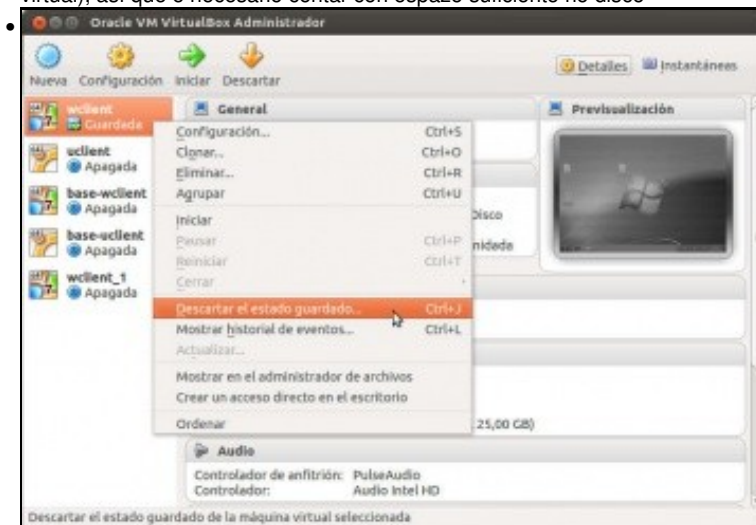 virtual), así que é necesario contar con espazo suficiente no disco
Oracle VM VirtualBox Administrador
Nueva Configuración Iniciar Descartar
Detalles Instantáneas
wclient
Guardada
uclient
Apagada
base-wclient
Apagada
base-uclient
Apagada
wclient_1
Apagada
General
Previsualización
Configuración... Ctrl+S
Clonar... Ctrl+O
Eliminar... Ctrl+R
Agrupar Ctrl+U
Iniciar
Pausar Ctrl+P
Reiniciar Ctrl+T
Cerrar
Descartar el estado guardado... Ctrl+J
Mostrar historial de eventos... Ctrl+L
Actualizar...
Mostrar en el administrador de archivos
Crear un acceso directo en el escritorio
Ordenar
Disco
nidade
25,00 GB)
Audio
Controlador de anfitrión: PulseAudio
Controlador: Audio Intel HD
Descartar el estado guardado de la máquina virtual seleccionada